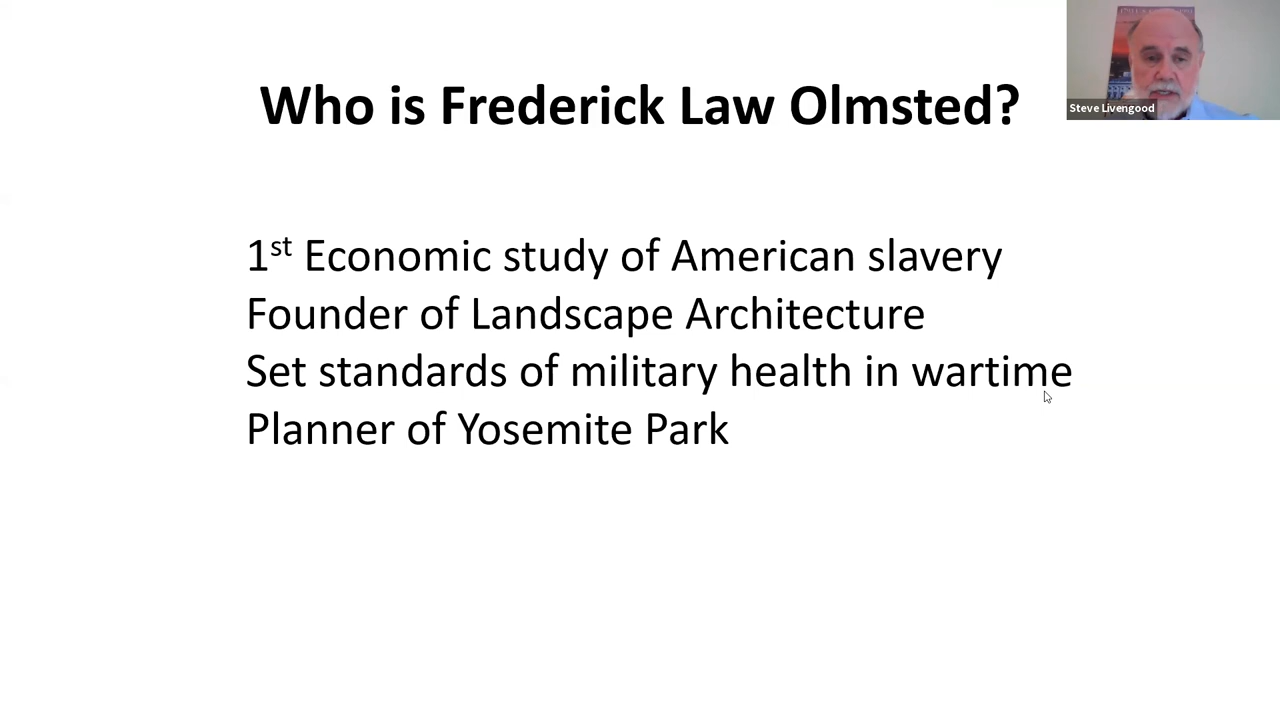 Who is Frederick Law Olmsted?
Steve Livengood
1st Economic study of American slavery
Founder of Landscape Architecture
Set standards of military health in wartime
Planner of Yosemite Park